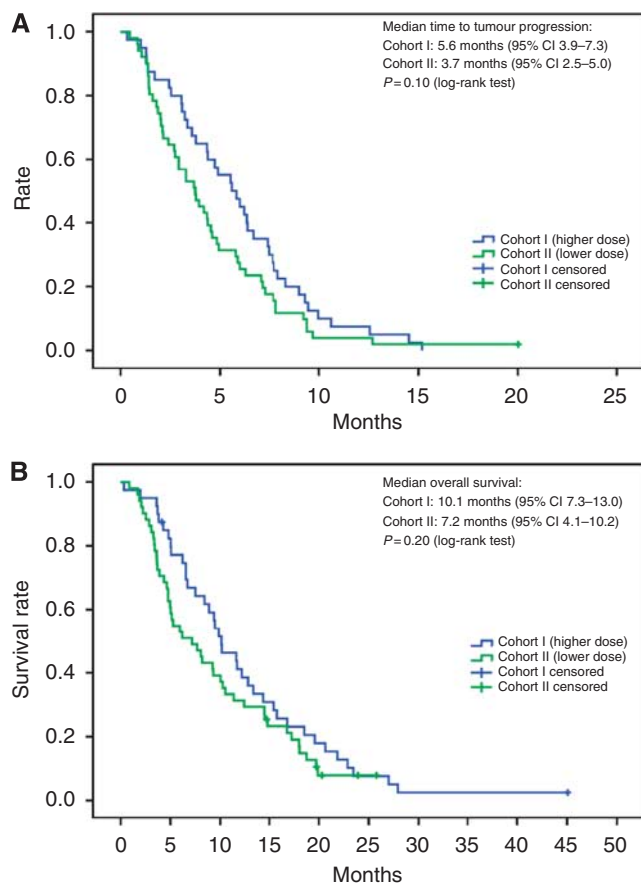 A
Median time to tumour progression:
Cohort I: 5.6 months (95% CI 3.9–7.3)
Cohort II: 3.7 months (95% CI 2.5–5.0)
P=0.10 (log-rank test)
1.0
0.8
0.6
0.4
0.2
0.0
Rate
Cohort I (higher dose)
Cohort II (lower dose)
Cohort I censored
Cohort II censored
0 5 10 15 20 25
Months
B
Median overall survival:
Cohort I: 10.1 months (95% CI 7.3–13.0)
Cohort II: 7.2 months (95% CI 4.1–10.2)
P=0.20 (log-rank test)
1.0
0.8
0.6
0.4
0.2
0.0
Survival rate
Cohort I (higher dose)
Cohort II (lower dose)
Cohort I censored
Cohort II censored
0 5 10 15 20 25 30 35 40 45 50
Months